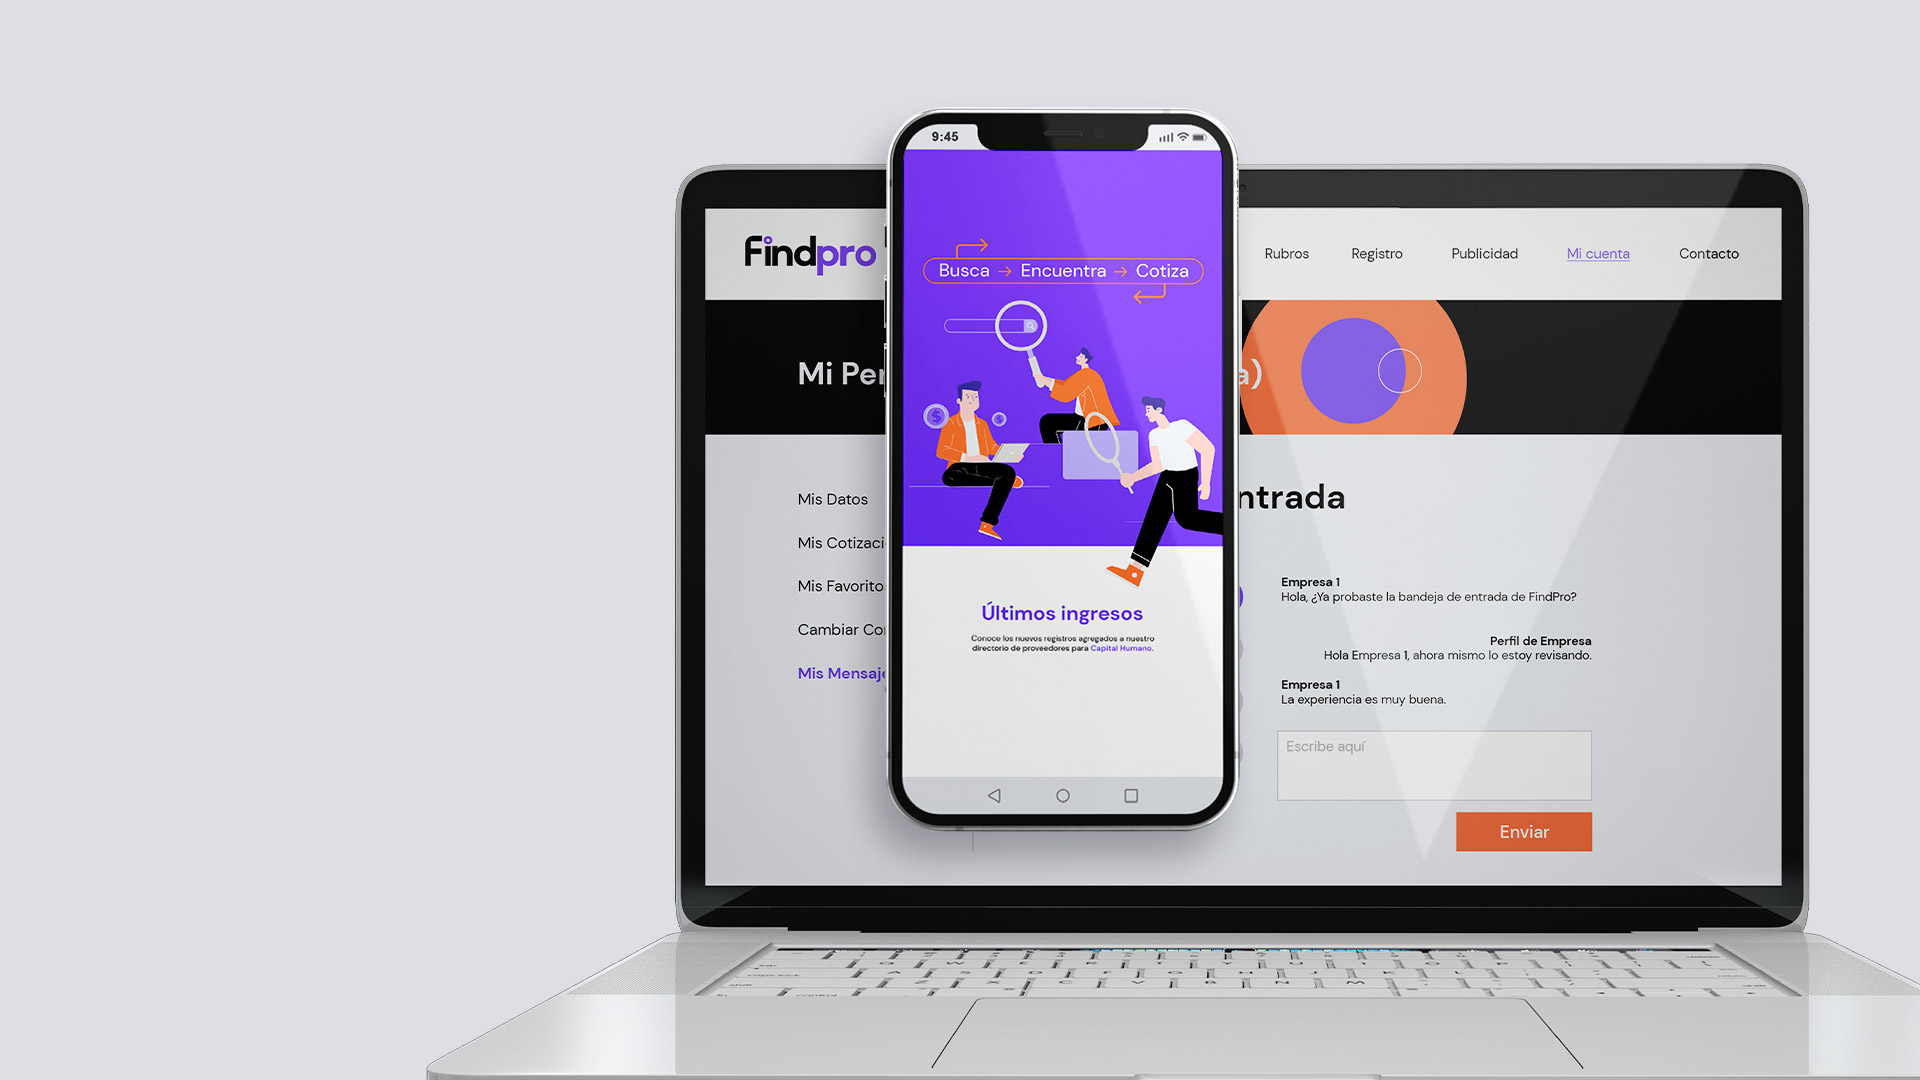 9:45
Busca → Encuentra → Cotiza
$
$
Últimos ingresos
Conoce los nuevos registros agregados a nuestro
directorio de proveedores para Capital Humano.
Findpro
Rubros
Registro
Publicidad
Mi cuenta
Contacto
Mi Per
a)
Mis Datos
Mis Cotizaci
Mis Favorito
Cambiar Co
Mis Mensaj
ntrada
Empresa 1
Hola, ¿Ya probaste la bandeja de entrada de FindPro?
Perfil de Empresa
Hola Empresa 1, ahora mismo lo estoy revisando.
Empresa 1
La experiencia es muy buena.
Escribe aquí
Enviar